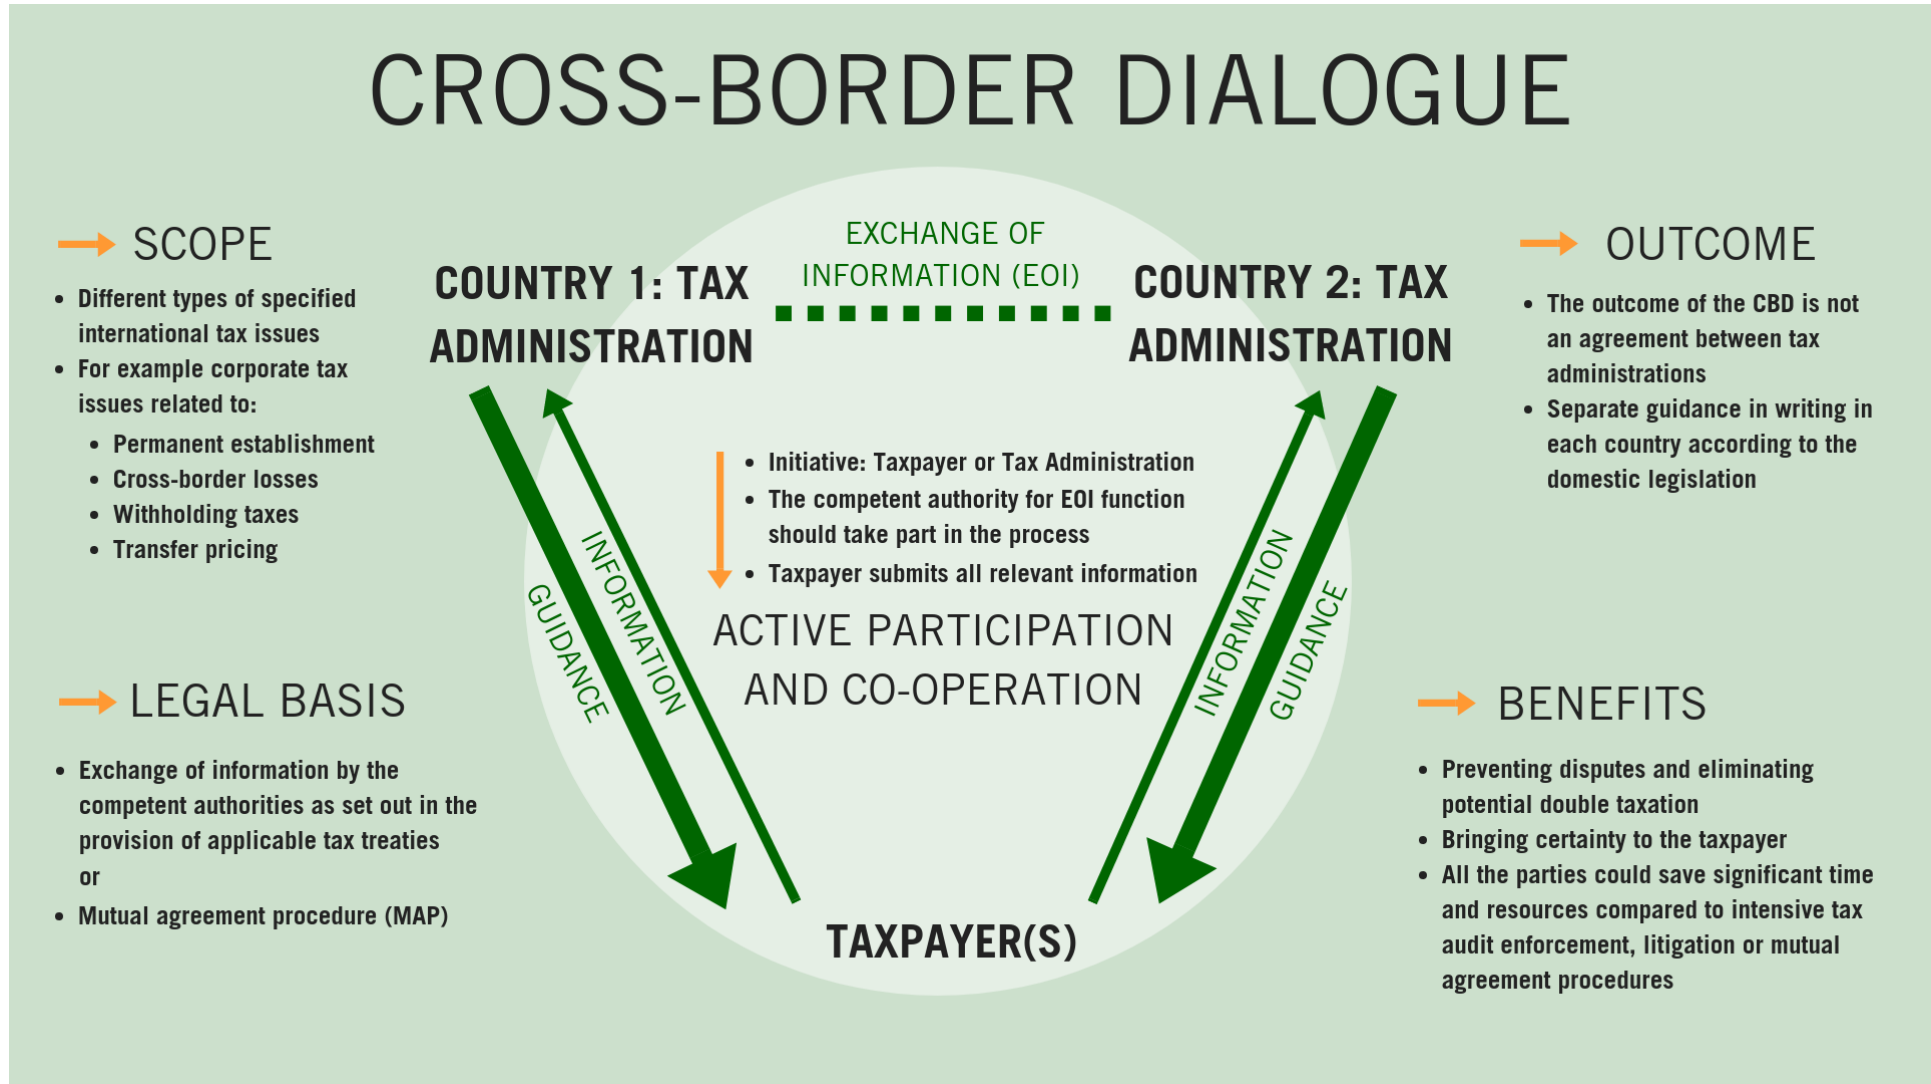 CROSS-BORDER DIALOGUE
SCOPE
• Different types of specified
international tax issues
• For example corporate tax
issues related to:
• Permanent establishment
• Cross-border losses
• Withholding taxes
• Transfer pricing
LEGAL BASIS
• Exchange of information by the
competent authorities as set out in the
provision of applicable tax treaties
or
• Mutual agreement procedure (MAP)
COUNTRY 1: TAX
ADMINISTRATION
EXCHANGE OF
INFORMATION (EOI)
COUNTRY 2: TAX
ADMINISTRATION
GUIDANCE
INFORMATION
• Initiative: Taxpayer or Tax Administration
• The competent authority for EOI function
should take part in the process
• Taxpayer submits all relevant information
ACTIVE PARTICIPATION
AND CO-OPERATION
INFORMATION
GUIDANCE
TAXPAYER(S)
OUTCOME
• The outcome of the CBD is not
an agreement between tax
administrations
• Separate guidance in writing in
each country according to the
domestic legislation
BENEFITS
• Preventing disputes and eliminating
potential double taxation
• Bringing certainty to the taxpayer
• All the parties could save significant time
and resources compared to intensive tax
audit enforcement, litigation or mutual
agreement procedures